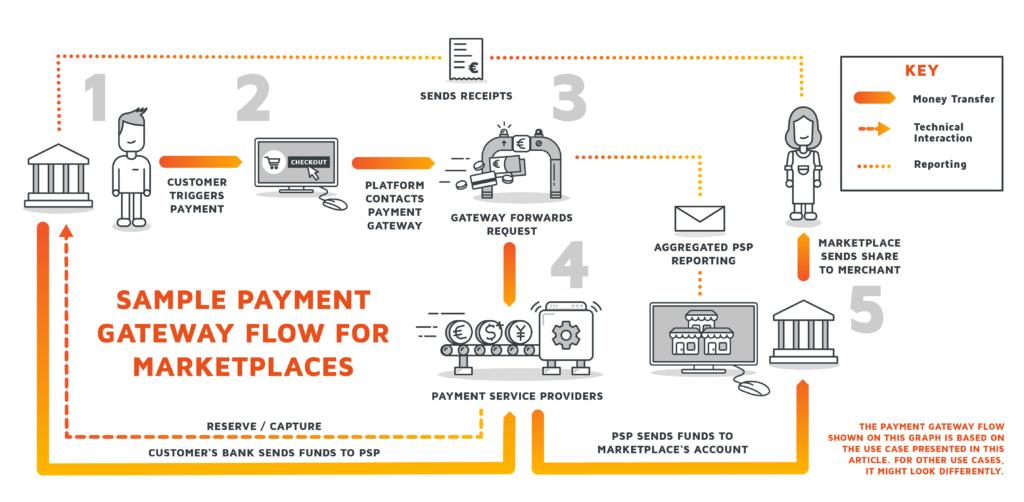 SENDS RECEIPTS
1
2
3
KEY
Money Transfer
Technical
Interaction
Reporting
CHECKOUT
CUSTOMER
TRIGGERS
PAYMENT
PLATFORM
CONTACTS
PAYMENT
GATEWAY
GATEWAY FORWARDS
REQUEST
€
AGGREGATED PSP
REPORTING
MARKETPLACE
SENDS SHARE
TO MERCHANT
4
5
SAMPLE PAYMENT
GATEWAY FLOW FOR
MARKETPLACES
€ $ ¥
PAYMENT SERVICE PROVIDERS
RESERVE / CAPTURE
CUSTOMER'S BANK SENDS FUNDS TO PSP
PSP SENDS FUNDS TO
MARKETPLACE'S ACCOUNT
THE PAYMENT GATEWAY FLOW
SHOWN ON THIS GRAPH IS BASED ON
THE USE CASE PRESENTED IN THIS
ARTICLE. FOR OTHER USE CASES,
IT MIGHT LOOK DIFFERENTLY.